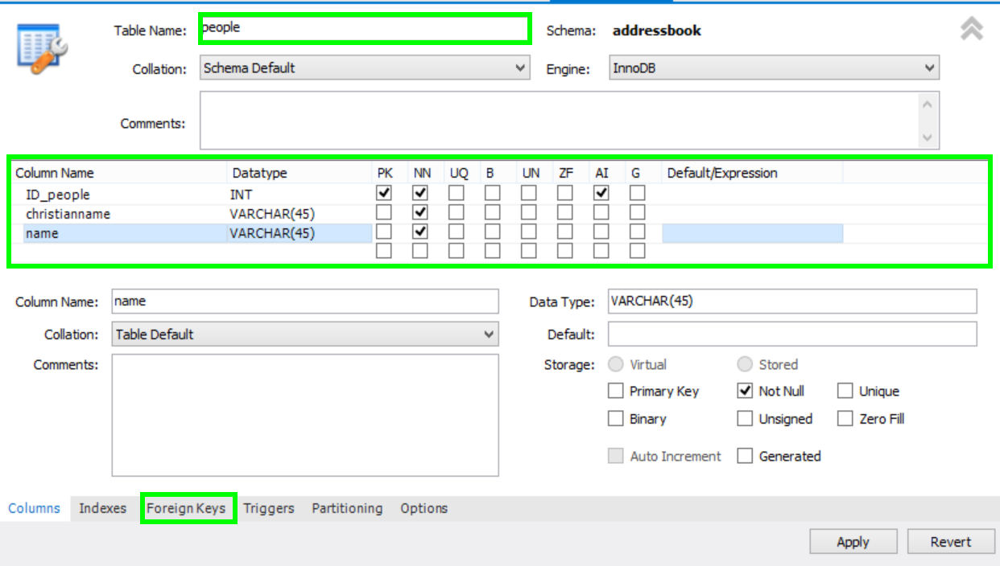 Table Name: people Schema: addressbook
Collation: Schema Default Engine: InnoDB
Comments:
Column Name Datatype PK NN UQ B UN ZF AI G Default/Expression
ID_people INT
christianname VARCHAR(45)
name VARCHAR(45)
Column Name: name Data Type: VARCHAR(45)
Collation: Table Default Default:
Comments: Storage: Virtual Stored
Primary Key Not Null Unique
Binary Unsigned Zero Fill
Auto Increment Generated
Columns Indexes Foreign Keys Triggers Partitioning Options
Apply Revert